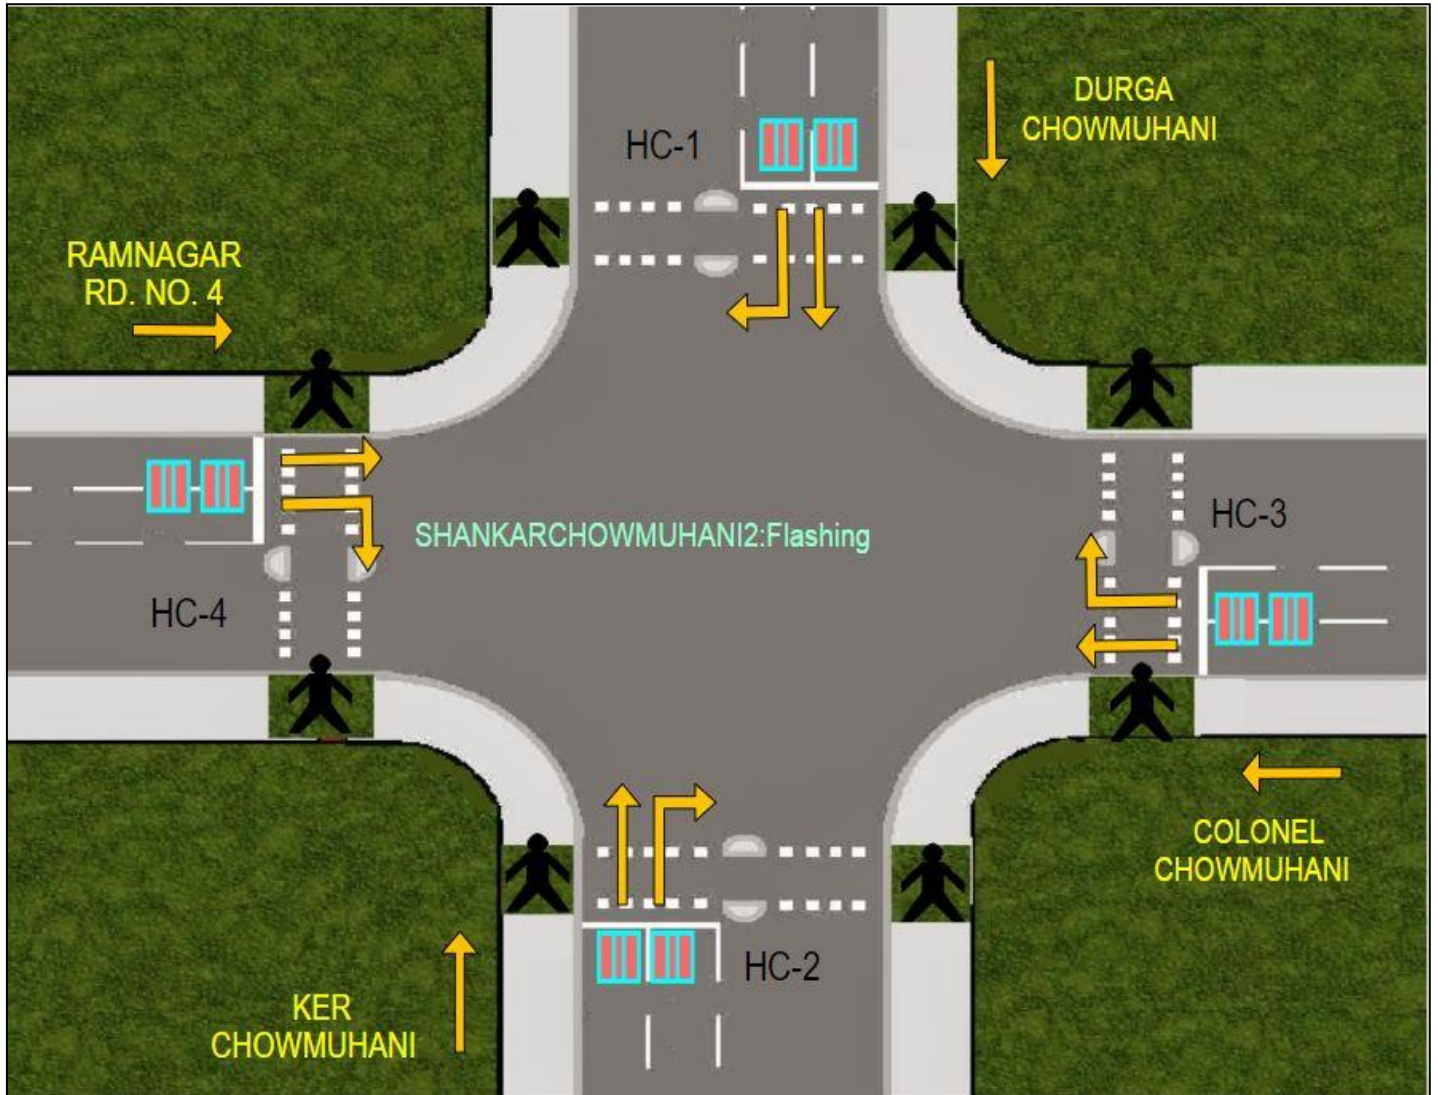 DURGA
CHOWMUHANI
HC-1
RAMNAGAR
RD. NO. 4
HC-3
SHANKARCHOWMUHANI2:Flashing
HC-4
COLONEL
CHOWMUHANI
HC-2
KER
CHOWMUHANI